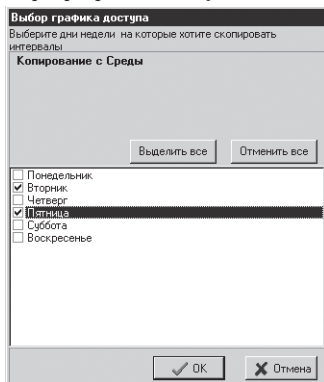 Выбор графика доступа
Выберите дни недели на которые хотите скопировать
интервалы
Копирование с Среды
Выделить все
Отменить все
Понедельник
Вторник
Четверг
Пятница
Суббота
Воскресенье
OK
Отмена